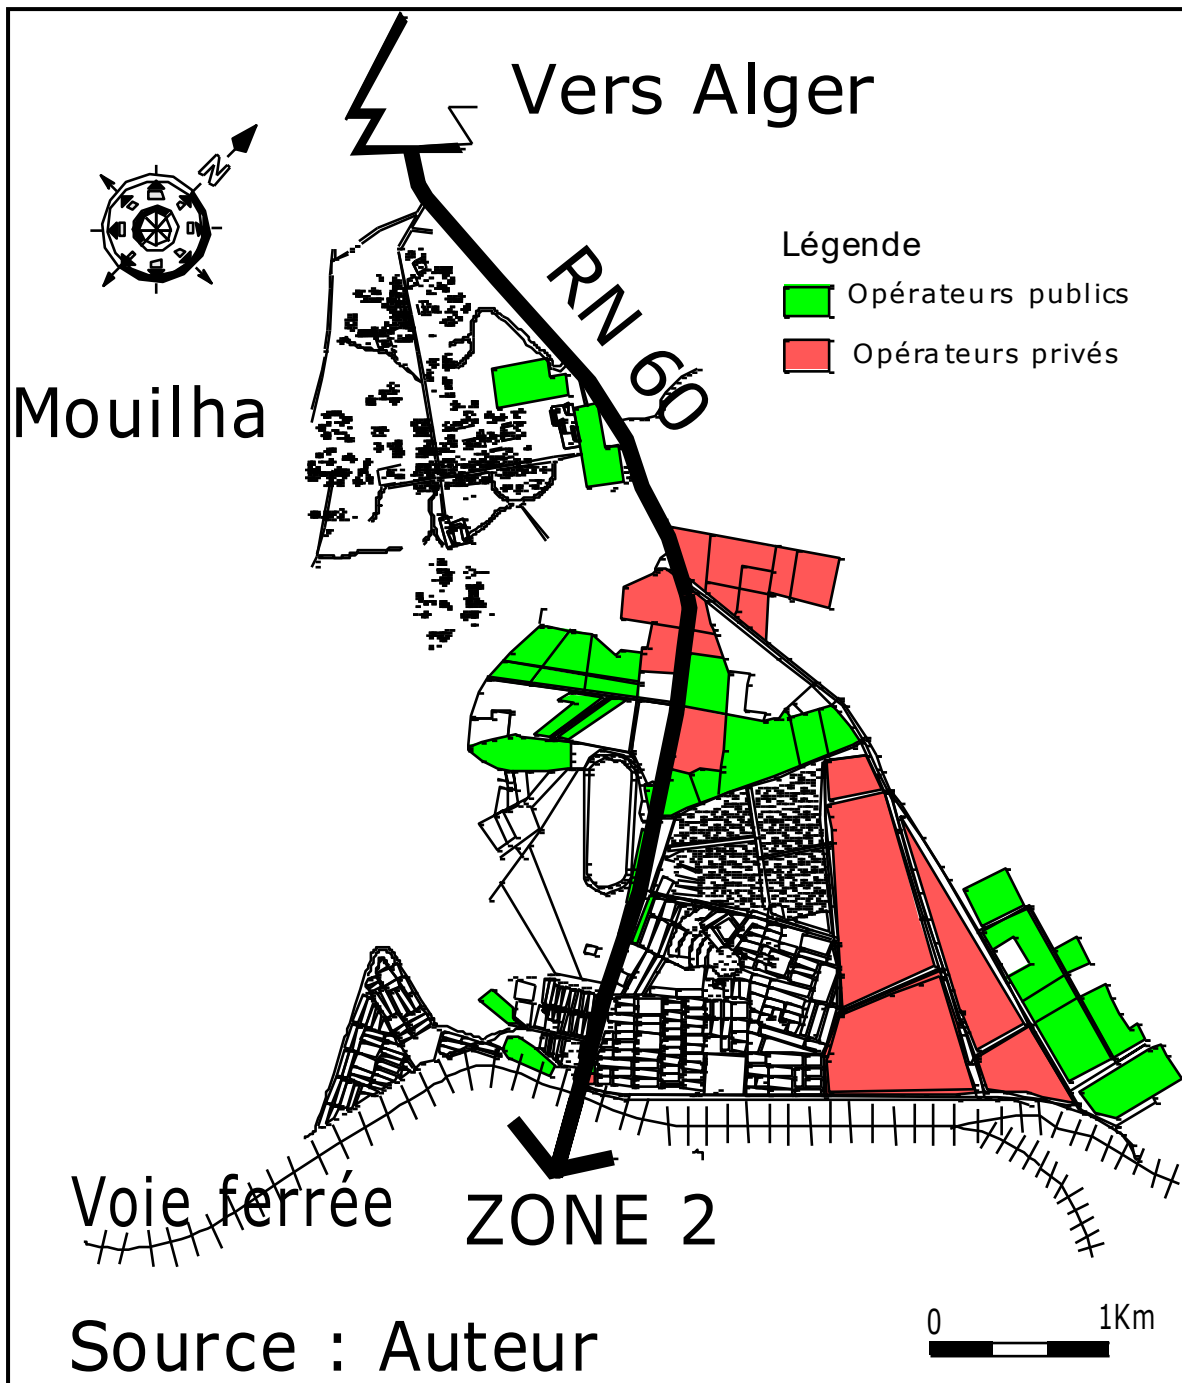 Vers Alger
N
Légende
Opérateurs publics
RN 60
Opérateurs privés
Mouilha
Voie ferrée
ZONE 2
0 1Km
Source : Auteur